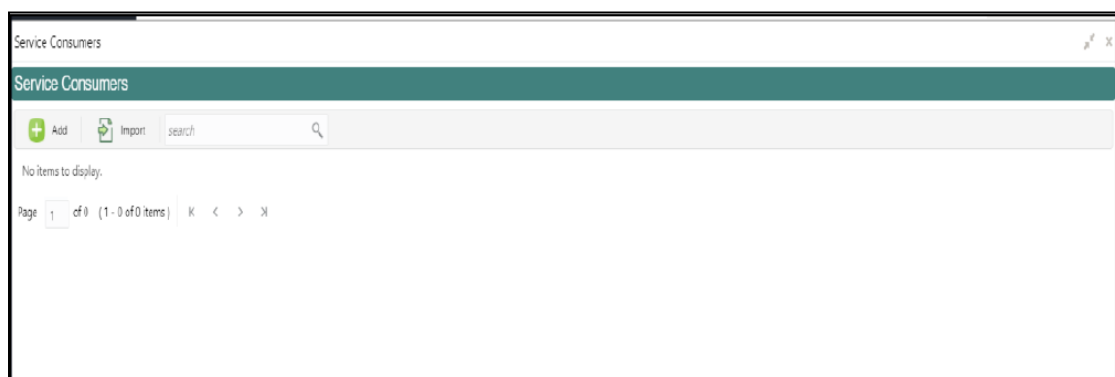 Service Consumers
Service Consumers
Add Import search
No items to display.
Page 1 of 0 (1 - 0 of 0 items)